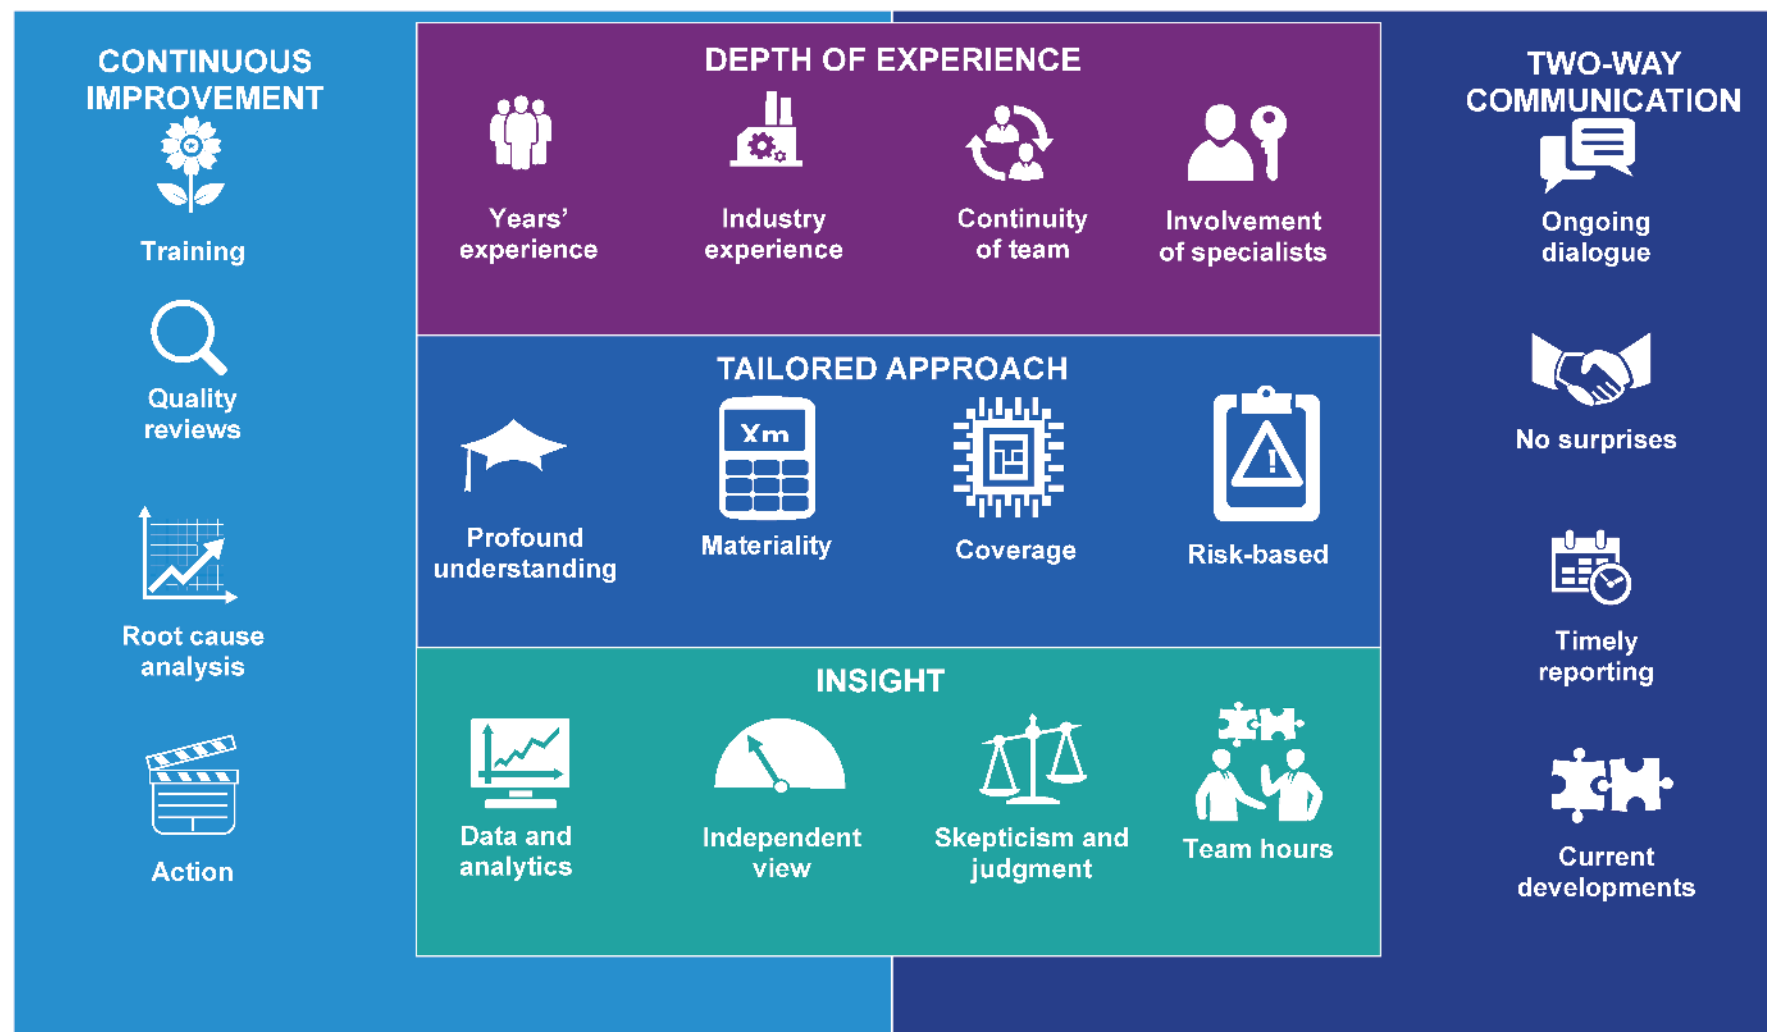 CONTINUOUS
IMPROVEMENT
Training
Quality
reviews
Root cause
analysis
Action
DEPTH OF EXPERIENCE
Years’
experience
Industry
experience
Continuity
of team
Involvement
of specialists
TAILORED APPROACH
Profound
understanding
Xm
Materiality
Coverage
!
Risk-based
INSIGHT
Data and
analytics
Independent
view
Skepticism and
judgment
Team hours
TWO-WAY
COMMUNICATION
Ongoing
dialogue
No surprises
Timely
reporting
Current
developments